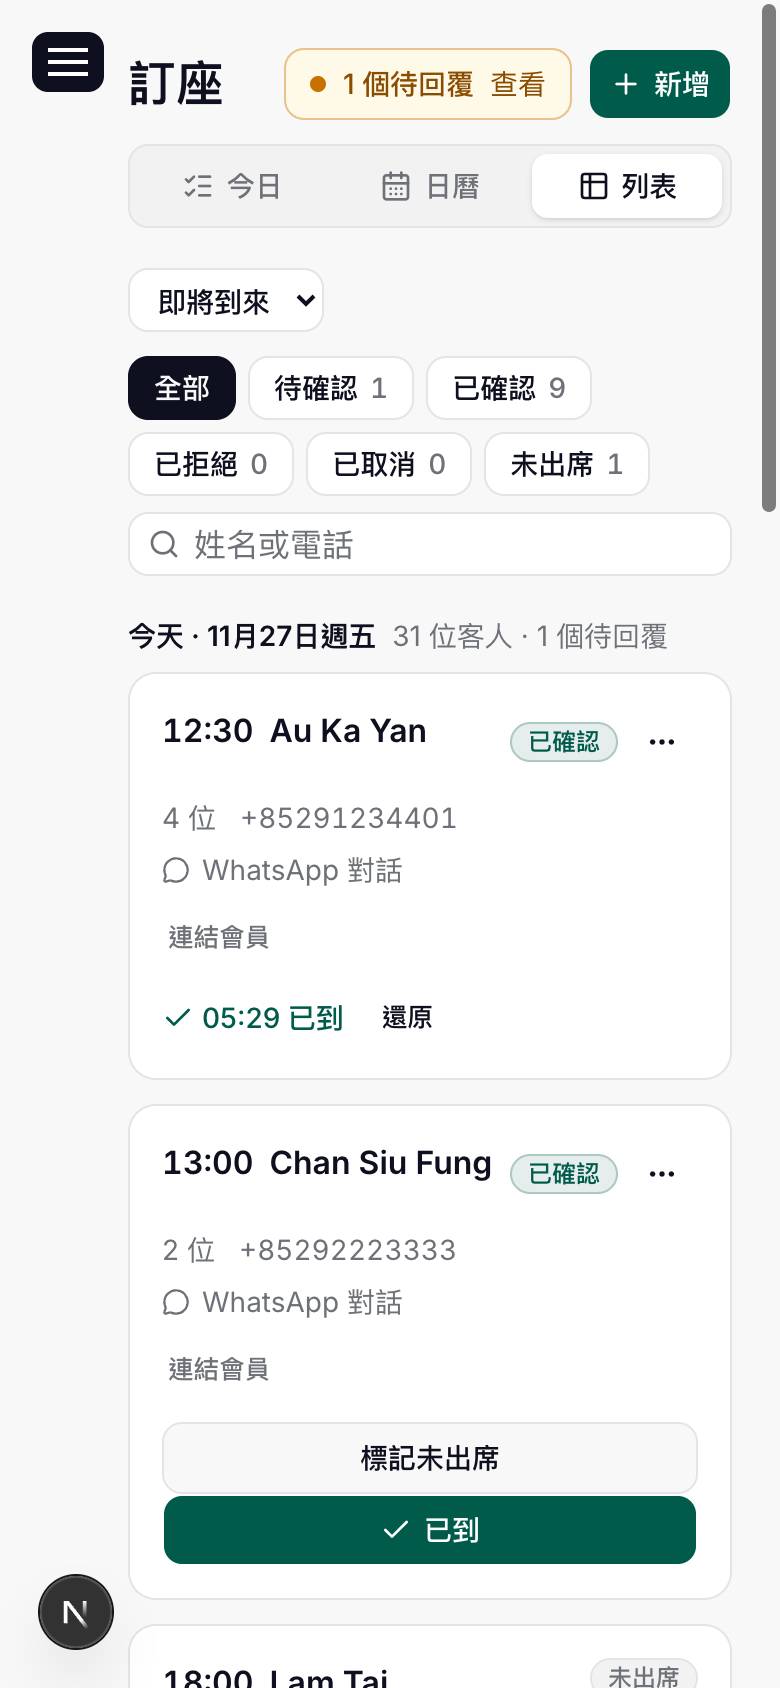 訂座
1 個待回覆 查看
新增
今日
日曆
列表
即將到來
全部
待確認 1
已確認 9
已拒絕 0
已取消 0
未出席 1
姓名或電話
今天 · 11月27日週五 31 位客人 · 1 個待回覆
12:30 Au Ka Yan 已確認
4 位 +85291234401
WhatsApp 對話
連結會員
05:29 已到 還原
13:00 Chan Siu Fung 已確認
2 位 +85292223333
WhatsApp 對話
連結會員
標記未出席
已到
N
18:00 Lam Tai 未出席